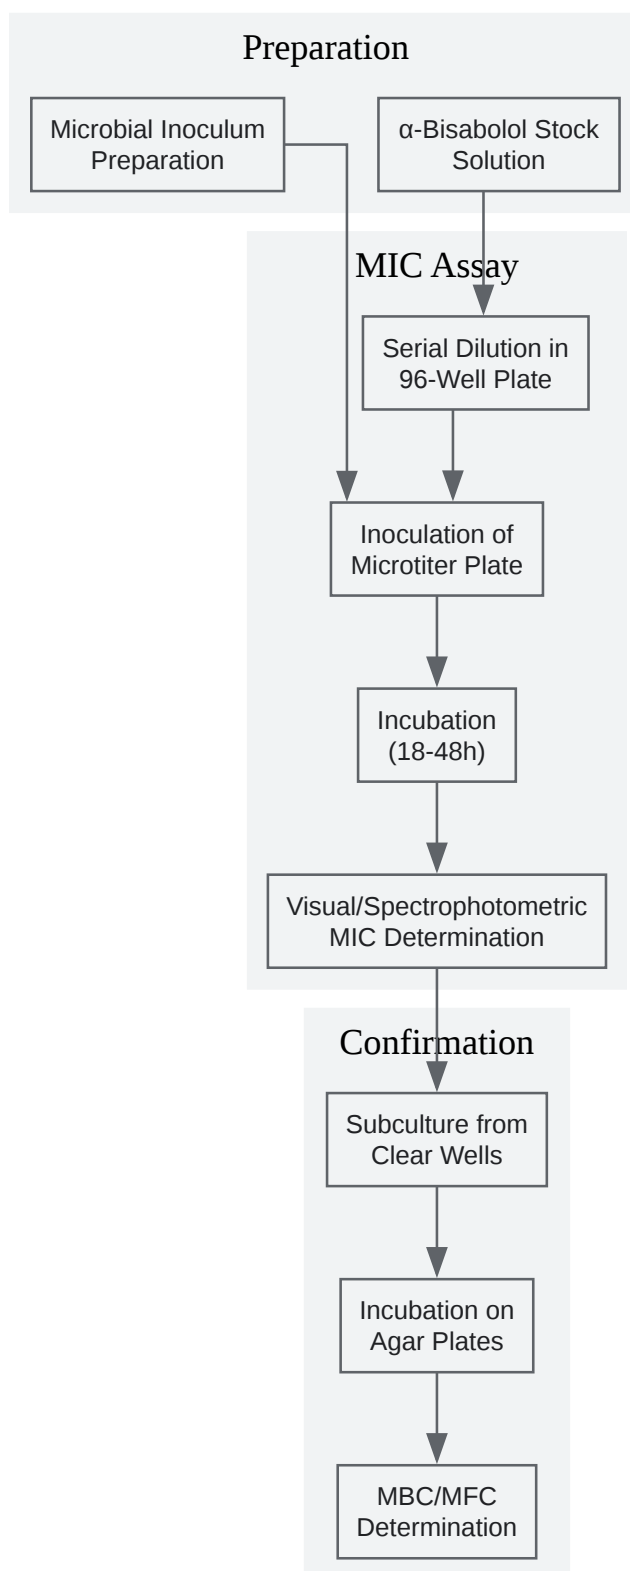 Preparation
Microbial Inoculum
Preparation
α-Bisabolol Stock
Solution
MIC Assay
Serial Dilution in
96-Well Plate
Inoculation of
Microtiter Plate
Incubation
(18-48h)
Visual/Spectrophotometric
MIC Determination
Confirmation
Subculture from
Clear Wells
Incubation on
Agar Plates
MBC/MFC
Determination